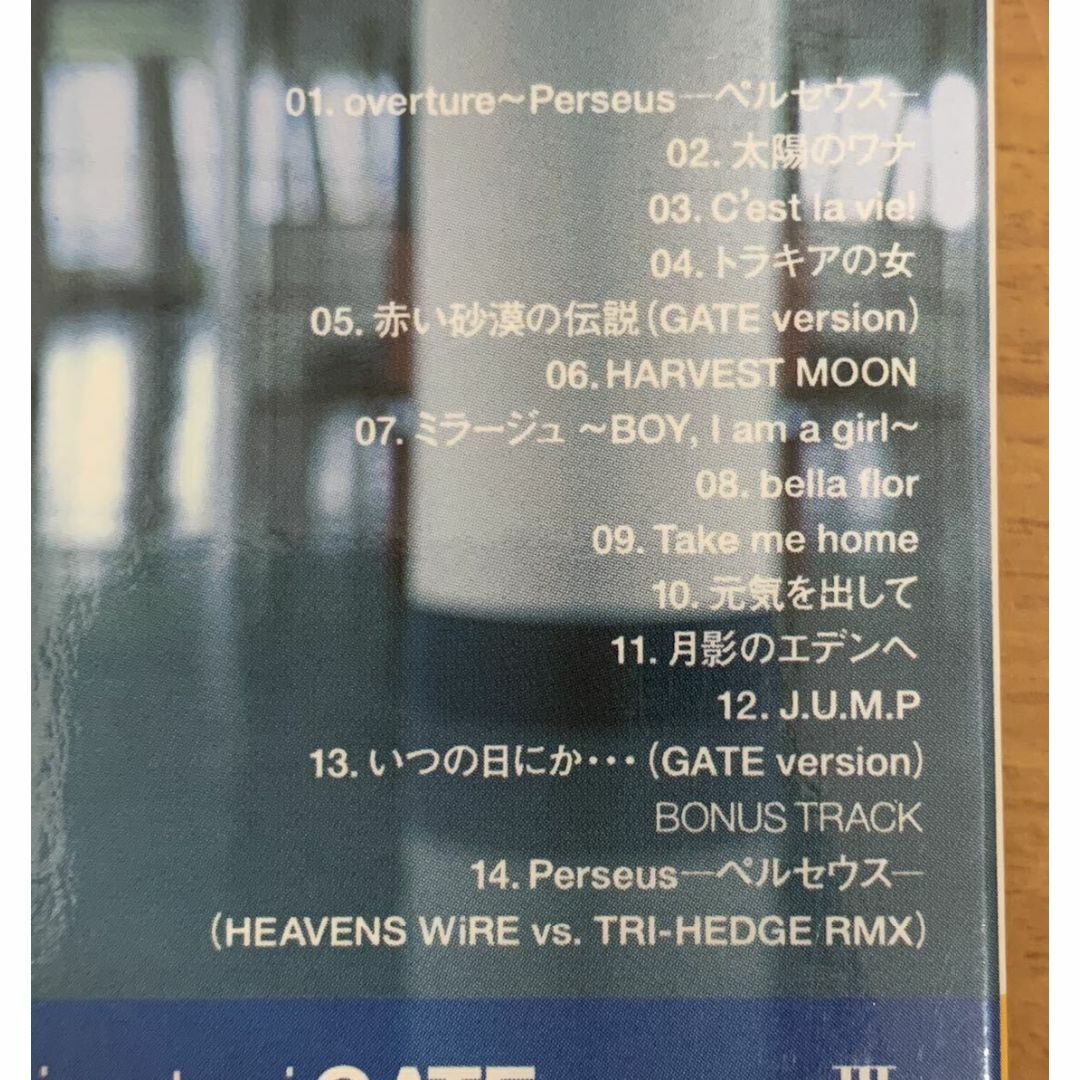 01. overture~Perseus—ペルセウス—
02. 太陽のワナ
03. C'est la vie!
04. トラキアの女
05. 赤い砂漠の伝説(GATE version)
06. HARVEST MOON
07. ミラージュ ~BOY, I am a girl~
08. bella flor
09. Take me home
10. 元気を出して
11. 月影のエデンへ
12. J.U.M.P
13. いつの日にか・・・(GATE version)
BONUS TRACK
14. Perseus—ペルセウス—
(HEAVENS WiRE vs. TRI-HEDGE RMX)
GATE